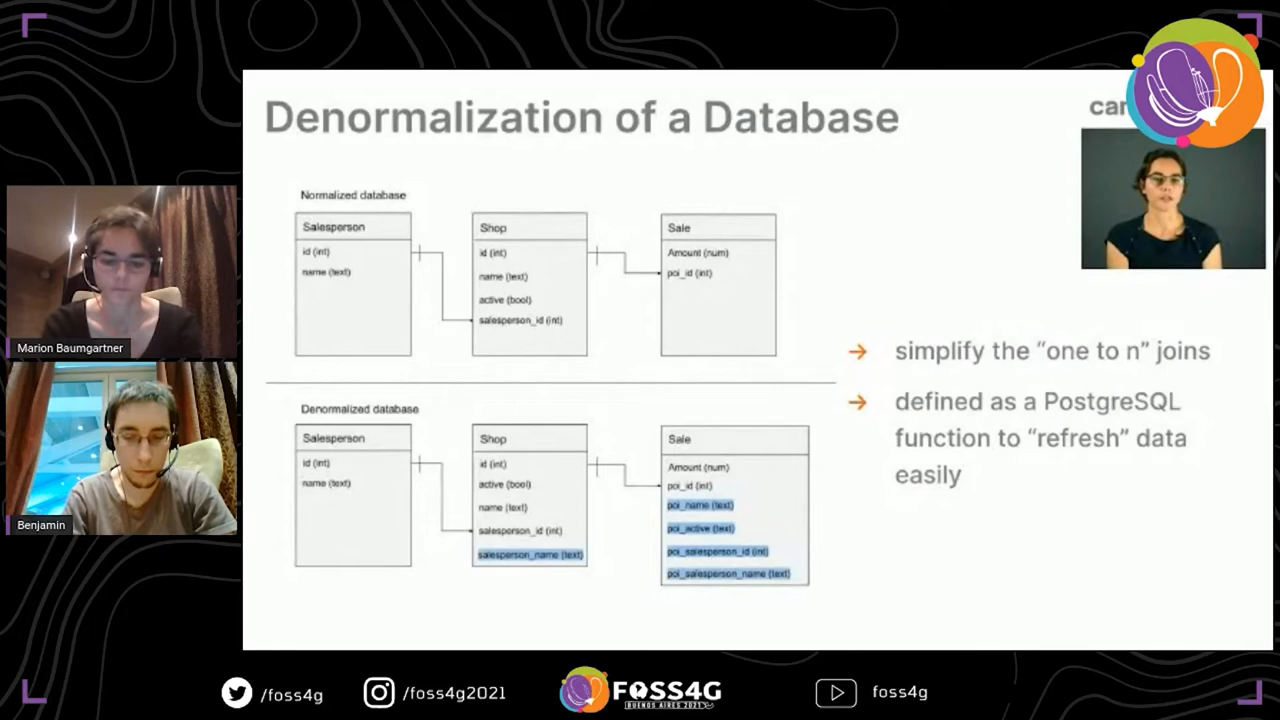 Denormalization of a Database
Normalized database
Salesperson
id (int)
name (text)
Shop
id (int)
name (text)
active (bool)
salesperson_id (int)
Sale
Amount (num)
poi_id (int)
simplify the “one to n” joins
defined as a PostgreSQL
function to “refresh” data
easily
Denormalized database
Salesperson
id (int)
name (text)
Shop
id (int)
active (bool)
name (text)
salesperson_id (int)
salesperson_name (text)
Sale
Amount (num)
poi_id (int)
poi_name (text)
poi_active (text)
poi_salesperson_id (int)
poi_salesperson_name (text)
Marion Baumgartner
Benjamin
/foss4g
/foss4g2021
FOSS4G
BUENOS AIRES 2021
foss4g